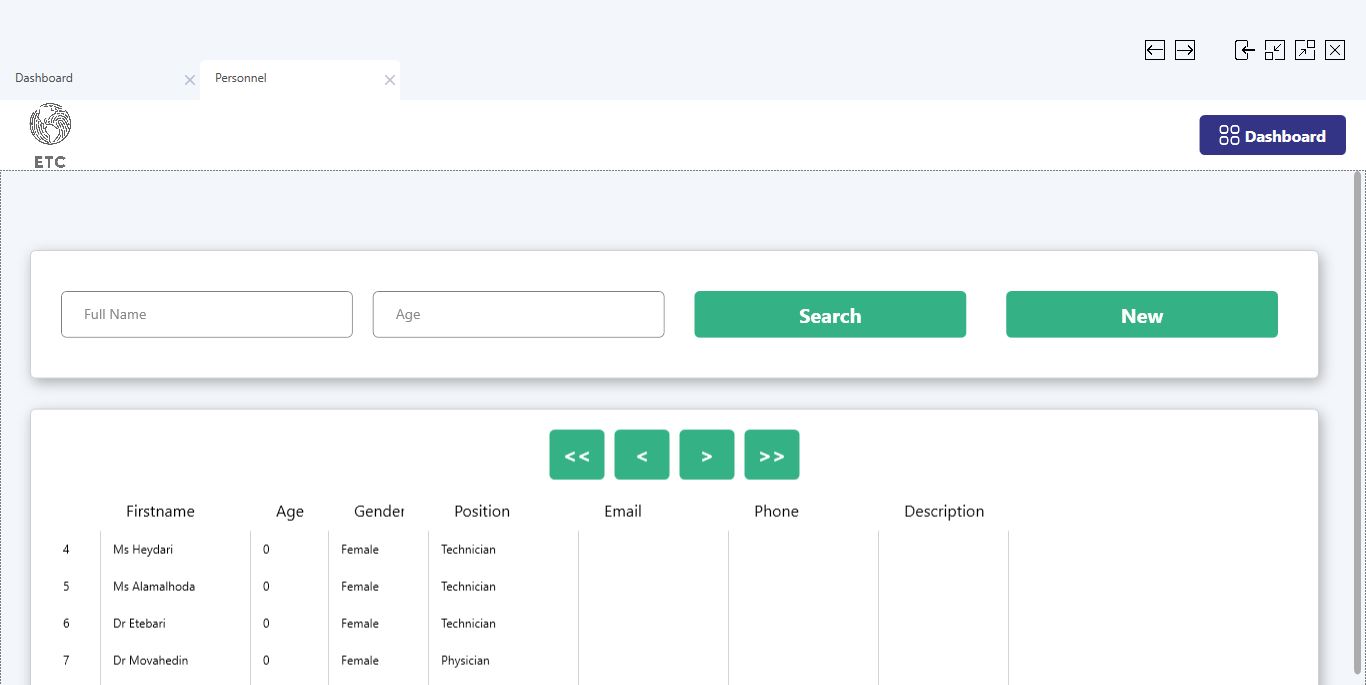 Dashboard
Personnel
ETC
Dashboard
Full Name
Age
Search
New
<<
<
>
>>
Firstname Age Gender Position Email Phone Description
4 Ms Heydari 0 Female Technician
5 Ms Alamalhoda 0 Female Technician
6 Dr Etebari 0 Female Technician
7 Dr Movahedin 0 Female Physician